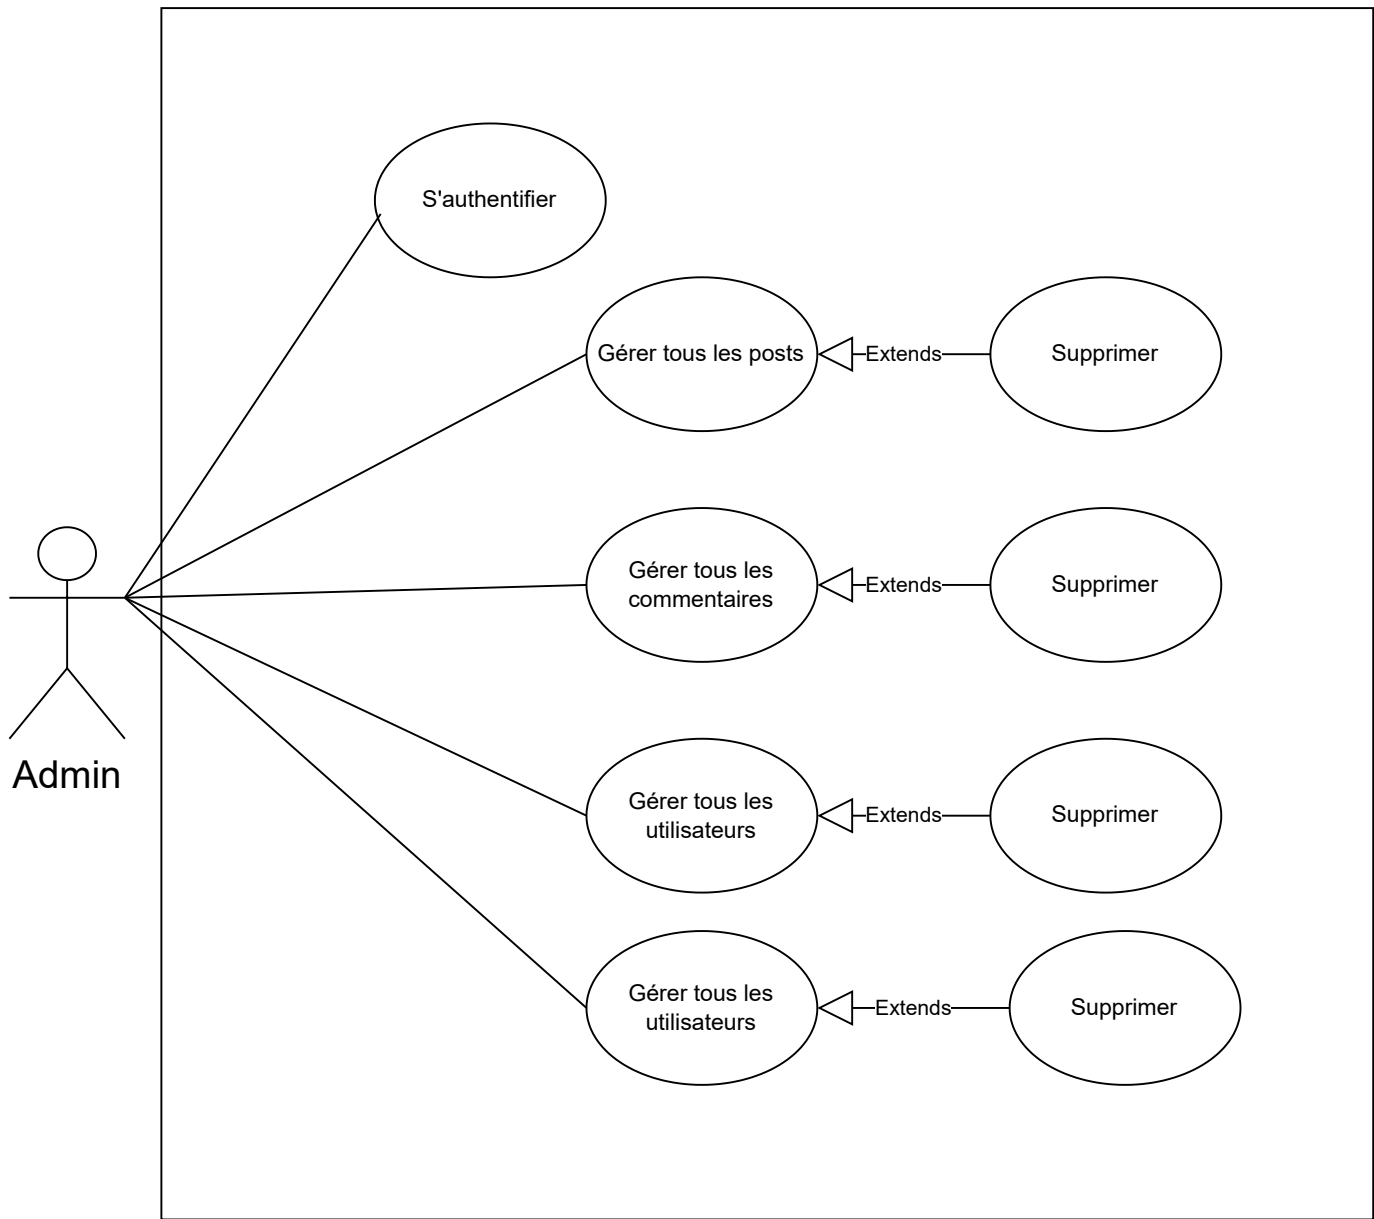 S'authentifier
Gérer tous les posts
Extends
Supprimer
Gérer tous les
commentaires
Extends
Supprimer
Admin
Gérer tous les
utilisateurs
Extends
Supprimer
Gérer tous les
utilisateurs
Extends
Supprimer